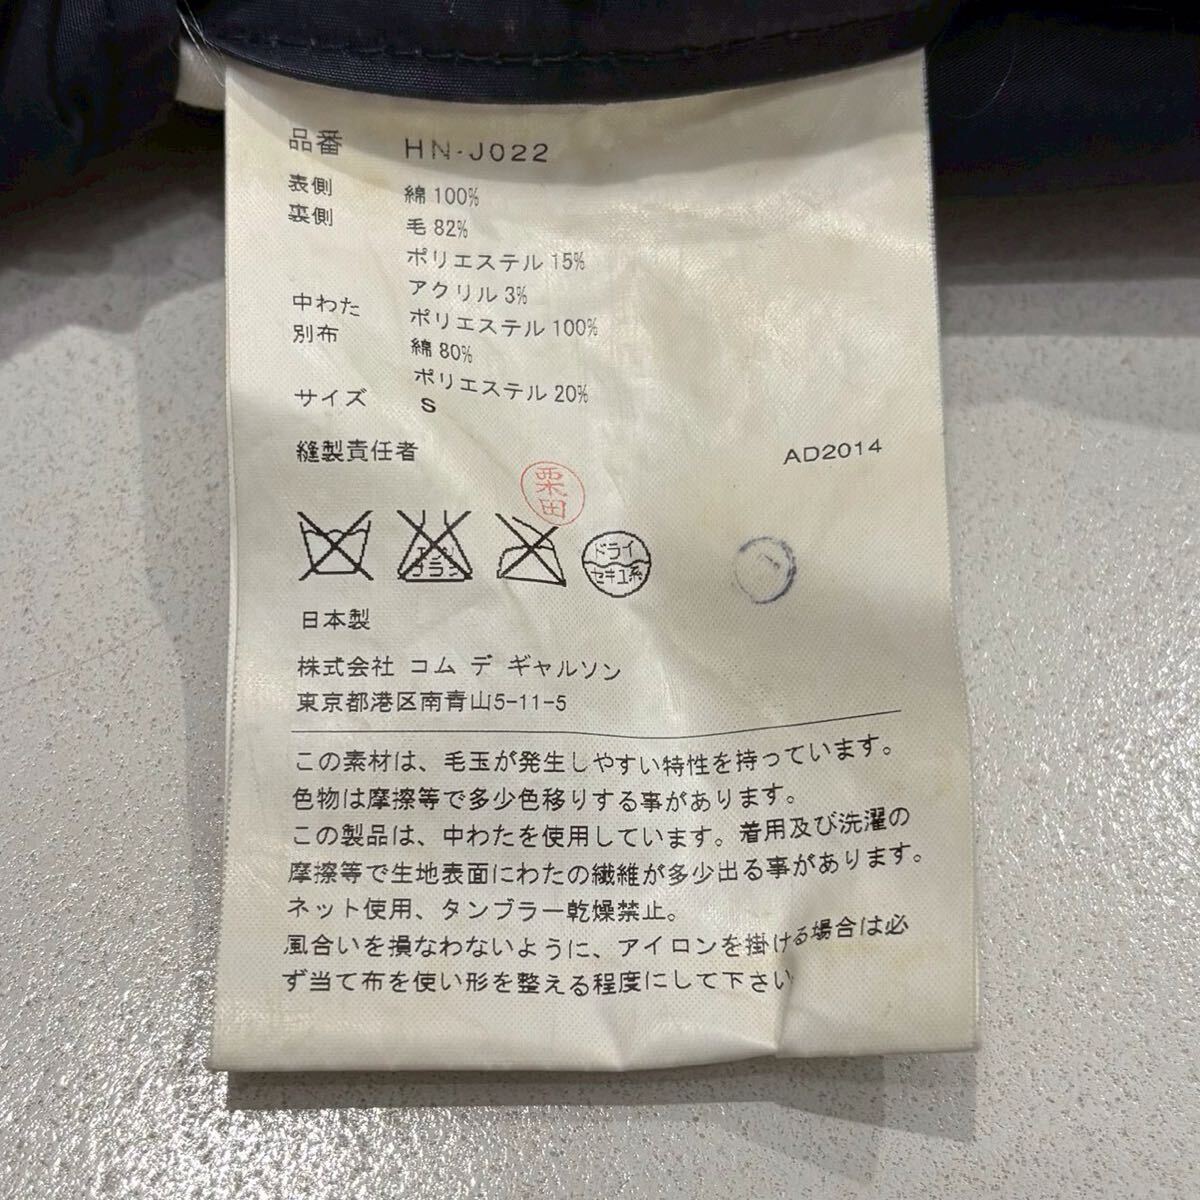 品番 HN-J022
表側 綿 100%
裏側 毛 82%
ポリエステル 15%
アクリル 3%
中わた ポリエステル 100%
別布 綿 80%
ポリエステル 20%
サイズ S
縫製責任者 AD2014
栗田
エンソ
ブラシ
ドライ
セキユ系
日本製
株式会社 コム デ ギャルソン
東京都港区南青山5-11-5
この素材は、毛玉が発生しやすい特性を持っています。
色物は摩擦等で多少色移りする事があります。
この製品は、中わたを使用しています。着用及び洗濯の
摩擦等で生地表面にわたの繊維が多少出る事があります。
ネット使用、タンブラー乾燥禁止。
風合いを損なわないように、アイロンを掛ける場合は必
ず当て布を使い形を整える程度にして下さい